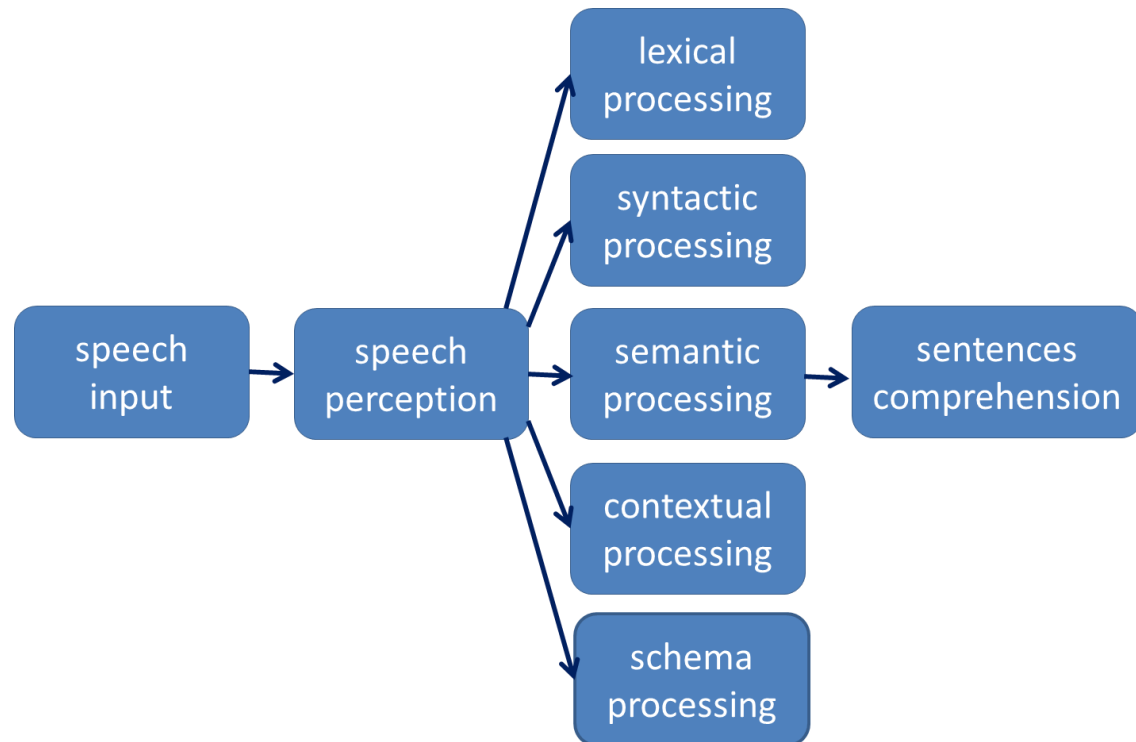 lexical
processing
syntactic
processing
speech
input
speech
perception
semantic
processing
sentences
comprehension
contextual
processing
schema
processing